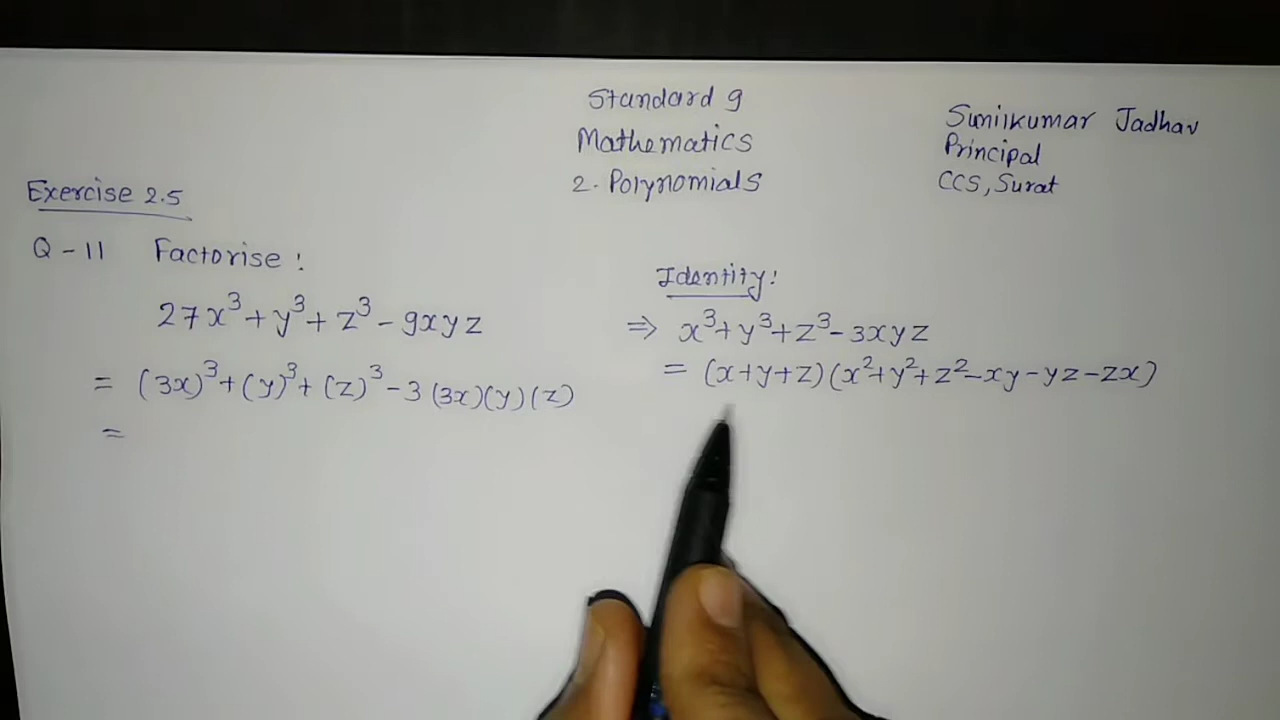 Standard 9
Mathematics
2. Polynomials
Sunilkumar Jadhav
Principal
CCS, Surat
Exercise 2.5
Q - 11 Factorise :
27x³ + y³ + z³ - 9xyz
= (3x)³ + (y)³ + (z)³ - 3 (3x)(y)(z)
=
Identity:
⇒ x³ + y³ + z³ - 3xyz
= (x+y+z)(x²+y²+z²-xy-yz-zx)